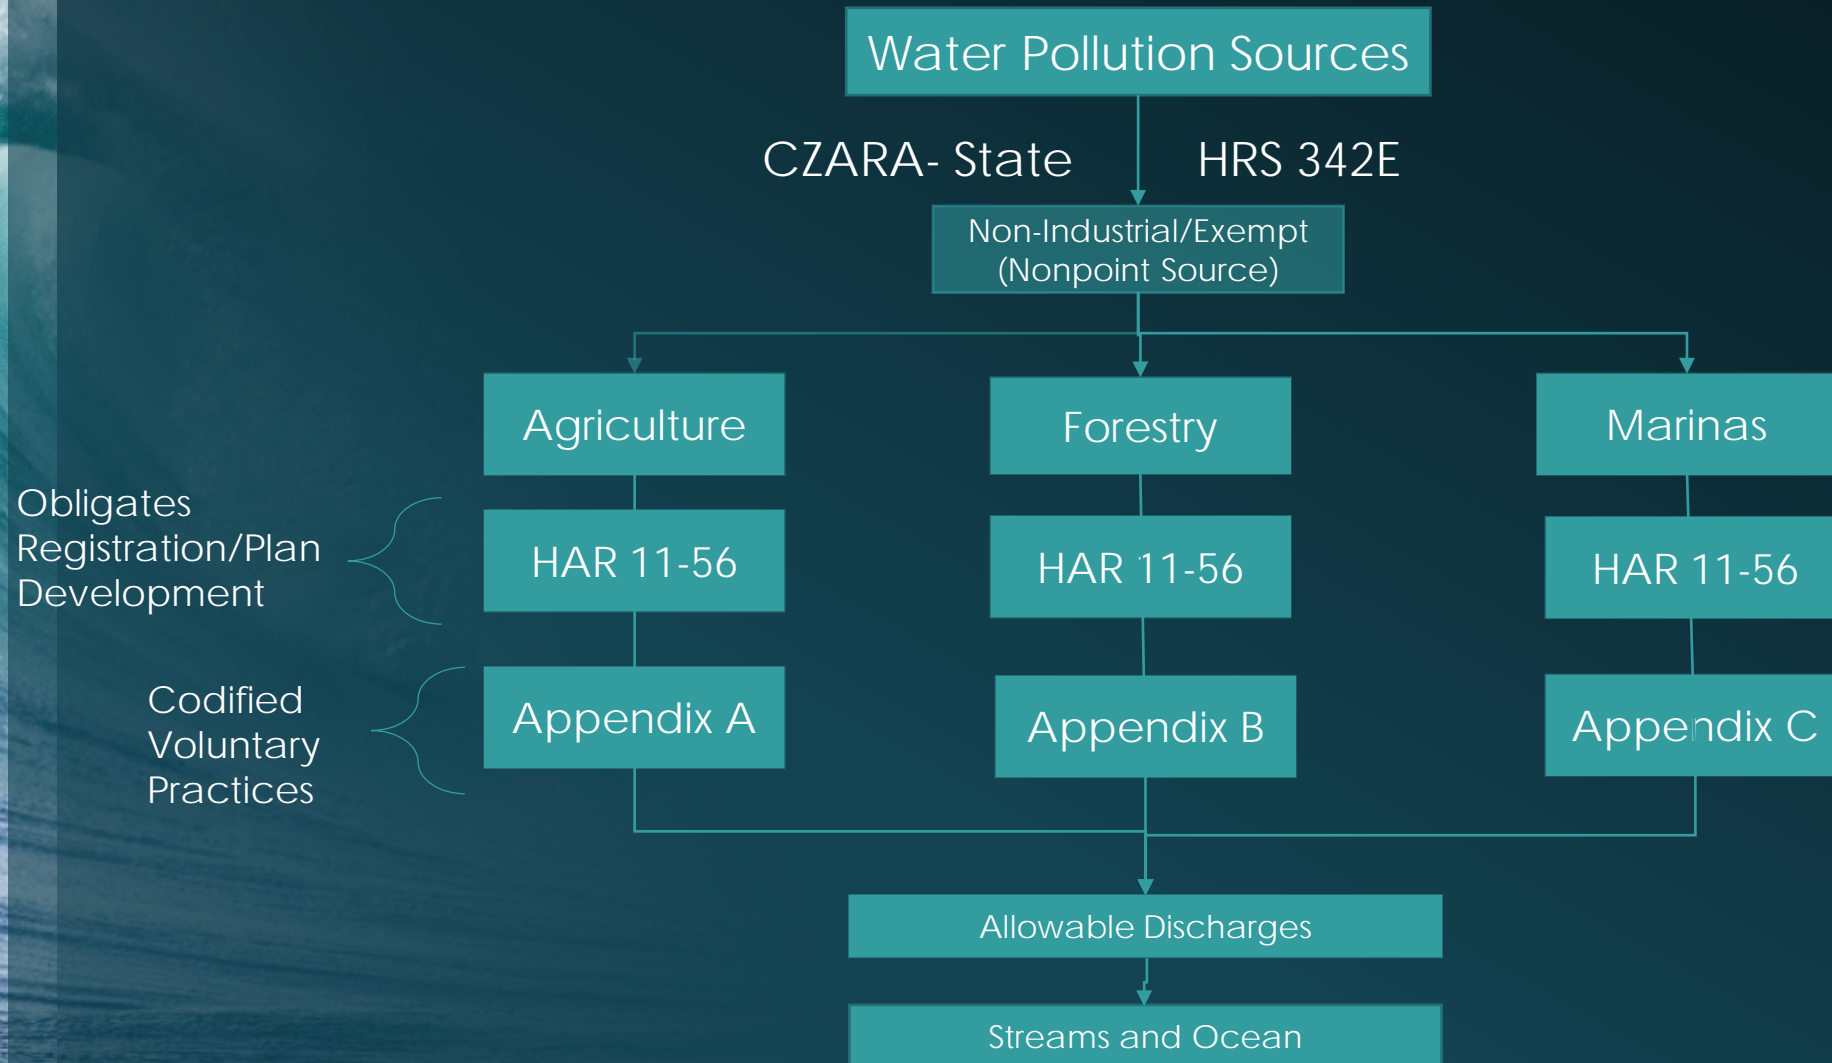 Water Pollution Sources
CZARA- State
HRS 342E
Non-Industrial/Exempt
(Nonpoint Source)
Agriculture
Forestry
Marinas
Obligates
Registration/Plan
Development
HAR 11-56
HAR 11-56
HAR 11-56
Codified
Voluntary
Practices
Appendix A
Appendix B
Appendix C
Allowable Discharges
Streams and Ocean